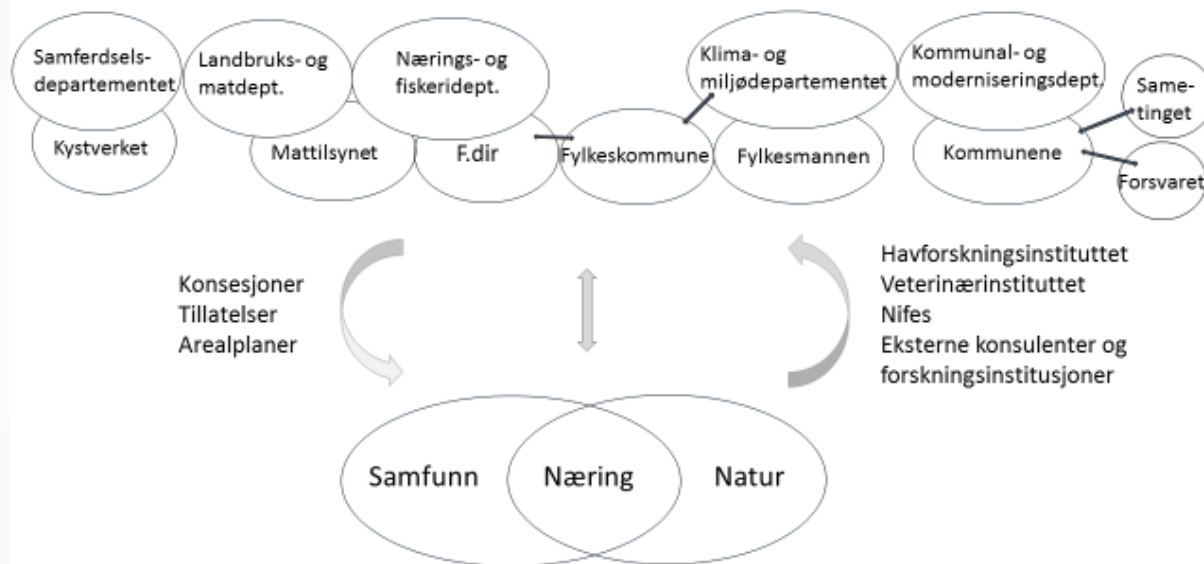 Samferdsels-
departementet
Landbruks- og
matdept.
Nærings- og
fiskeridept.
Klima- og
miljødepartementet
Kommunal- og
moderniseringsdept.
Same-
tinget
Kystverket
Mattilsynet
F.dir
Fylkeskommune
Fylkesmannen
Kommunene
Forsvaret
Konsesjoner
Tillatelser
Arealplaner
Havforskningsinstituttet
Veterinærinstituttet
Nifes
Eksterne konsulenter og
forskningsinstitusjoner
Samfunn
Næring
Natur